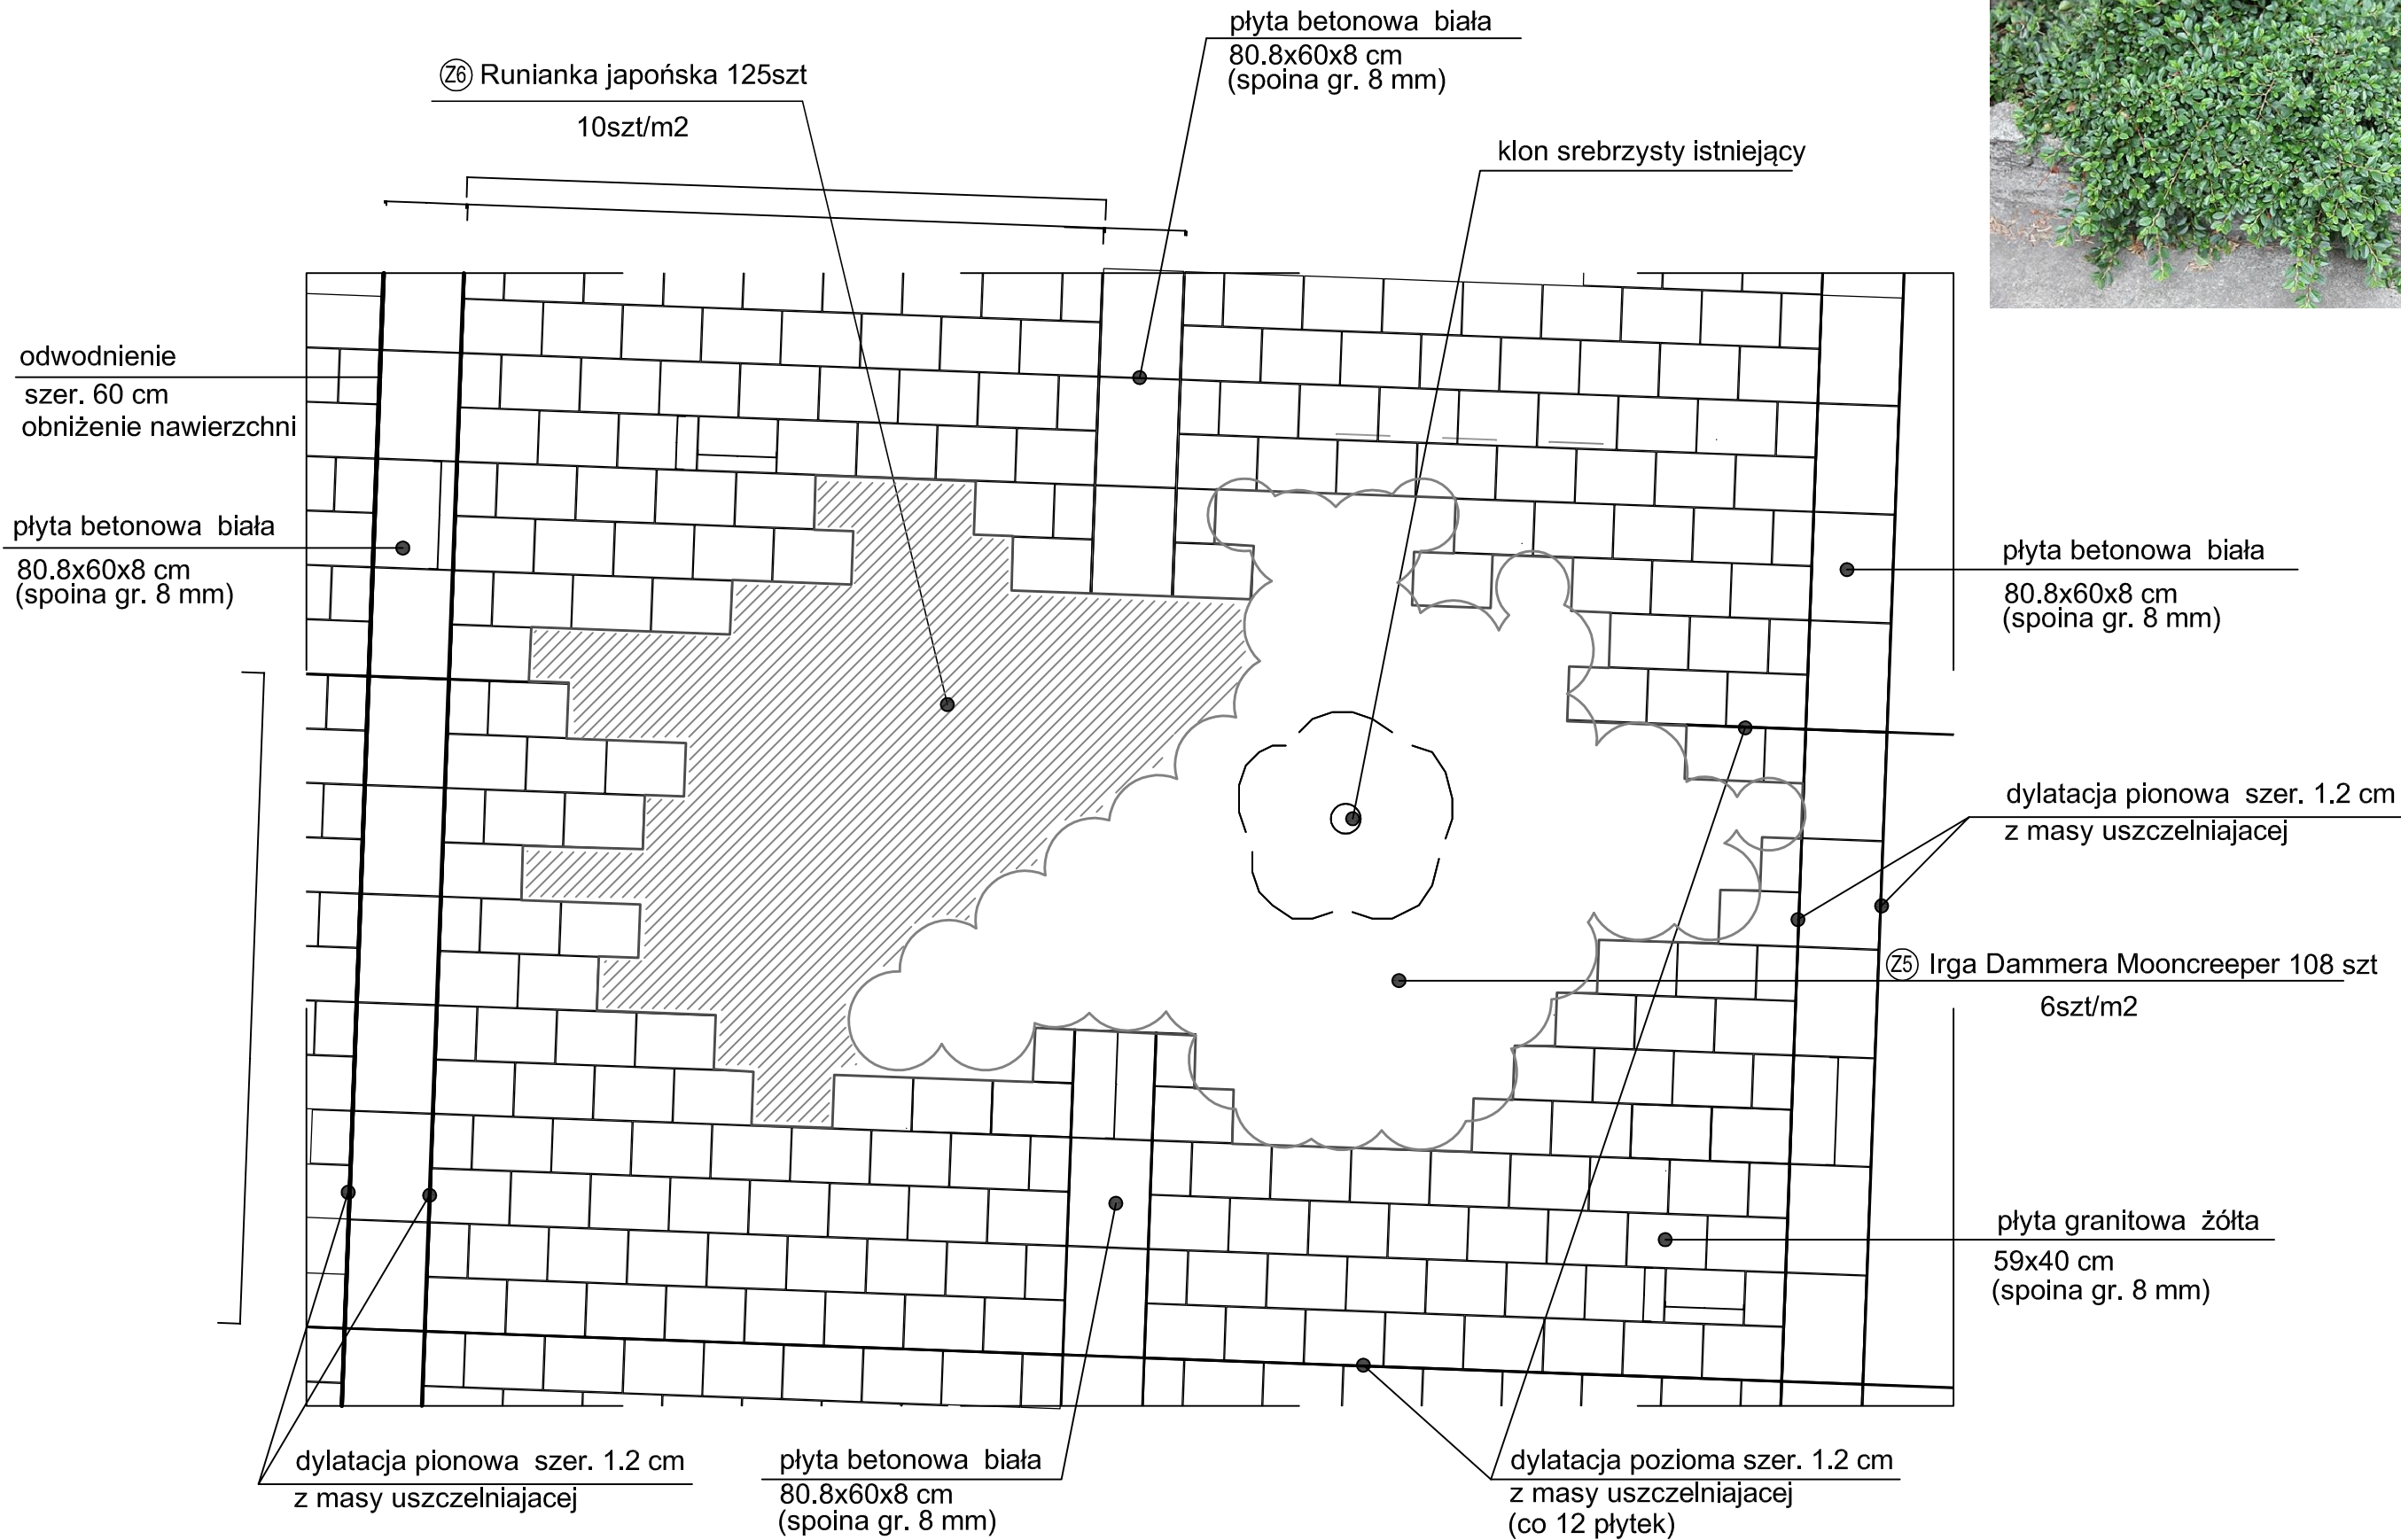 płyta betonowa biała
80.8x60x8 cm
(spoina gr. 8 mm)
Z6 Runianka japońska 125szt
10szt/m2
klon srebrzysty istniejący
odwodnienie
szer. 60 cm
obniżenie nawierzchni
płyta betonowa biała
80.8x60x8 cm
(spoina gr. 8 mm)
płyta betonowa biała
80.8x60x8 cm
(spoina gr. 8 mm)
dylatacja pionowa szer. 1.2 cm
z masy uszczelniajacej
Z5 Irga Dammera Mooncreeper 108 szt
6szt/m2
płyta granitowa żółta
59x40 cm
(spoina gr. 8 mm)
dylatacja pionowa szer. 1.2 cm
z masy uszczelniajacej
płyta betonowa biała
80.8x60x8 cm
(spoina gr. 8 mm)
dylatacja pozioma szer. 1.2 cm
z masy uszczelniajacej
(co 12 płytek)